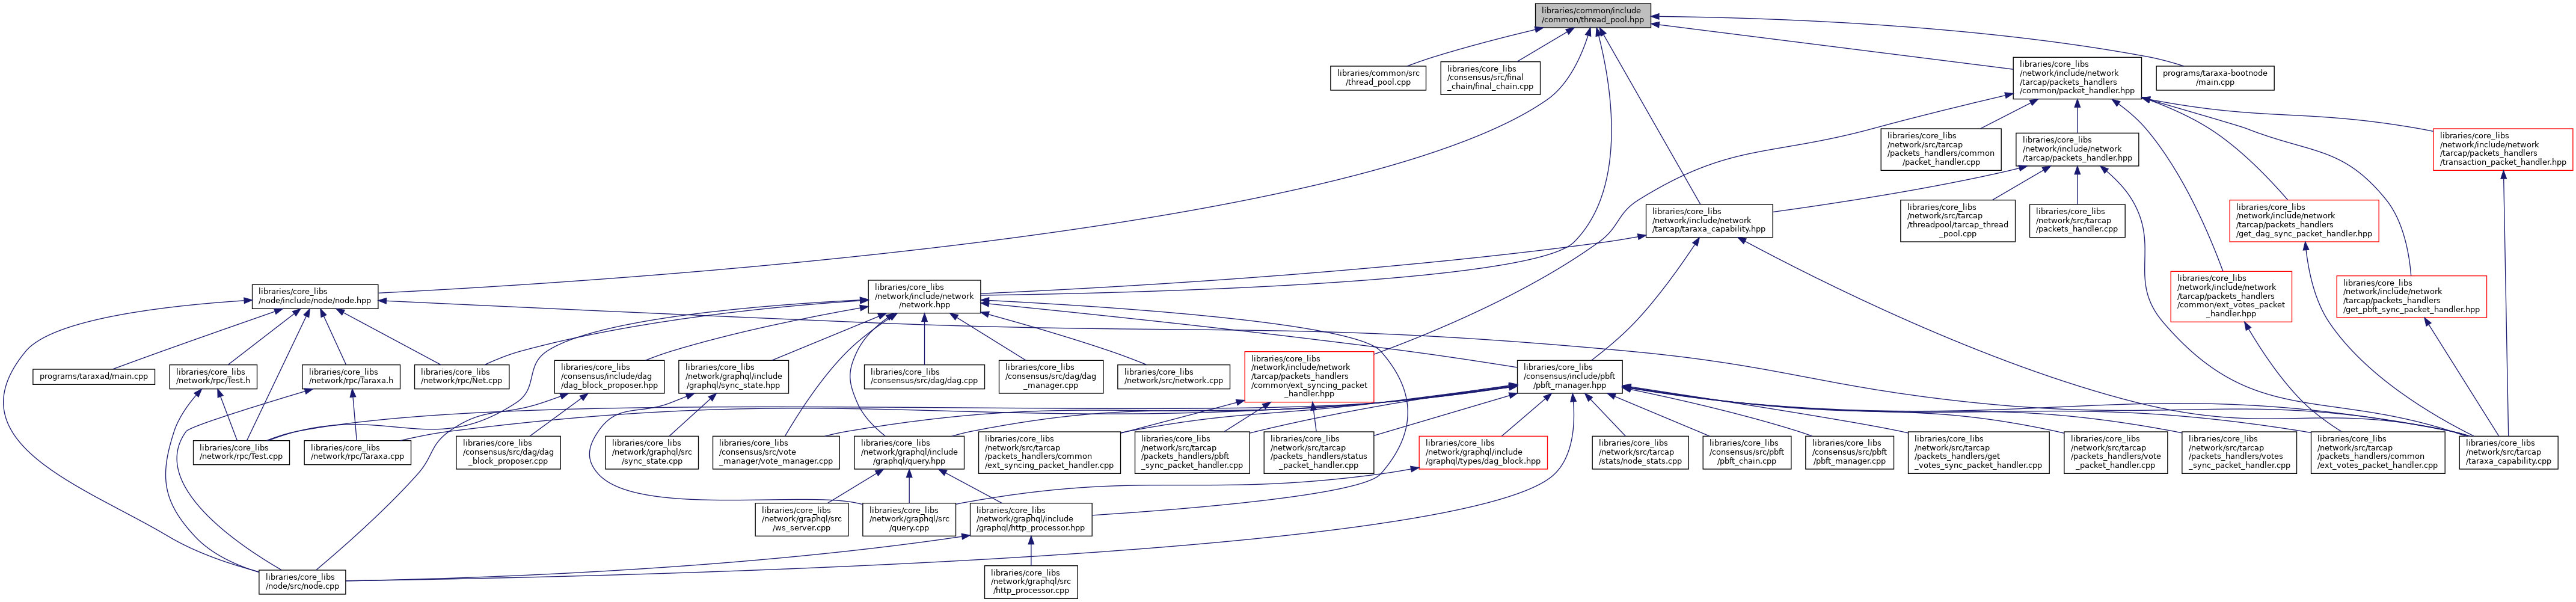 libraries/common/include
/common/thread_pool.hpp
libraries/common/src
/thread_pool.cpp
libraries/core_libs
/consensus/src/final
_chain/final_chain.cpp
libraries/core_libs
/network/include/network
/tarcap/packets_handlers
/common/packet_handler.hpp
programs/taraxa-bootnode
/main.cpp
libraries/core_libs
/network/src/tarcap
/packets_handlers/common
/packet_handler.cpp
libraries/core_libs
/network/include/network
/tarcap/packets_handler.hpp
libraries/core_libs
/network/include/network
/tarcap/packets_handlers
/transaction_packet_handler.hpp
libraries/core_libs
/network/include/network
/tarcap/taraxa_capability.hpp
libraries/core_libs
/network/src/tarcap
/threadpool/tarcap_thread
_pool.cpp
libraries/core_libs
/network/src/tarcap
/packets_handler.cpp
libraries/core_libs
/network/include/network
/tarcap/packets_handlers
/get_dag_sync_packet_handler.hpp
libraries/core_libs
/node/include/node/node.hpp
libraries/core_libs
/network/include/network
/network.hpp
libraries/core_libs
/network/include/network
/tarcap/packets_handlers
/common/ext_votes_packet
_handler.hpp
libraries/core_libs
/network/include/network
/tarcap/packets_handlers
/get_pbft_sync_packet_handler.hpp
programs/taraxad/main.cpp
libraries/core_libs
/network/rpc/Test.h
libraries/core_libs
/network/rpc/Taraxa.h
libraries/core_libs
/network/rpc/Net.cpp
libraries/core_libs
/consensus/include/dag
/dag_block_proposer.hpp
libraries/core_libs
/network/graphql/include
/graphql/sync_state.hpp
libraries/core_libs
/consensus/src/dag/dag.cpp
libraries/core_libs
/consensus/src/dag/dag
_manager.cpp
libraries/core_libs
/network/src/network.cpp
libraries/core_libs
/network/include/network
/tarcap/packets_handlers
/common/ext_syncing_packet
_handler.hpp
libraries/core_libs
/consensus/include/pbft
/pbft_manager.hpp
libraries/core_libs
/network/rpc/Test.cpp
libraries/core_libs
/network/rpc/Taraxa.cpp
libraries/core_libs
/consensus/src/dag/dag
_block_proposer.cpp
libraries/core_libs
/network/graphql/src
/sync_state.cpp
libraries/core_libs
/consensus/src/vote
_manager/vote_manager.cpp
libraries/core_libs
/network/graphql/include
/graphql/query.hpp
libraries/core_libs
/network/src/tarcap
/packets_handlers/common
/ext_syncing_packet_handler.cpp
libraries/core_libs
/network/src/tarcap
/packets_handlers/pbft
_sync_packet_handler.cpp
libraries/core_libs
/network/src/tarcap
/packets_handlers/status
_packet_handler.cpp
libraries/core_libs
/network/graphql/include
/graphql/types/dag_block.hpp
libraries/core_libs
/network/src/tarcap
/stats/node_stats.cpp
libraries/core_libs
/consensus/src/pbft
/pbft_chain.cpp
libraries/core_libs
/consensus/src/pbft
/pbft_manager.cpp
libraries/core_libs
/network/src/tarcap
/packets_handlers/get
_votes_sync_packet_handler.cpp
libraries/core_libs
/network/src/tarcap
/packets_handlers/vote
_packet_handler.cpp
libraries/core_libs
/network/src/tarcap
/packets_handlers/votes
_sync_packet_handler.cpp
libraries/core_libs
/network/src/tarcap
/packets_handlers/common
/ext_votes_packet_handler.cpp
libraries/core_libs
/network/src/tarcap
/taraxa_capability.cpp
libraries/core_libs
/network/graphql/src
/ws_server.cpp
libraries/core_libs
/network/graphql/src
/query.cpp
libraries/core_libs
/network/graphql/include
/graphql/http_processor.hpp
libraries/core_libs
/node/src/node.cpp
libraries/core_libs
/network/graphql/src
/http_processor.cpp